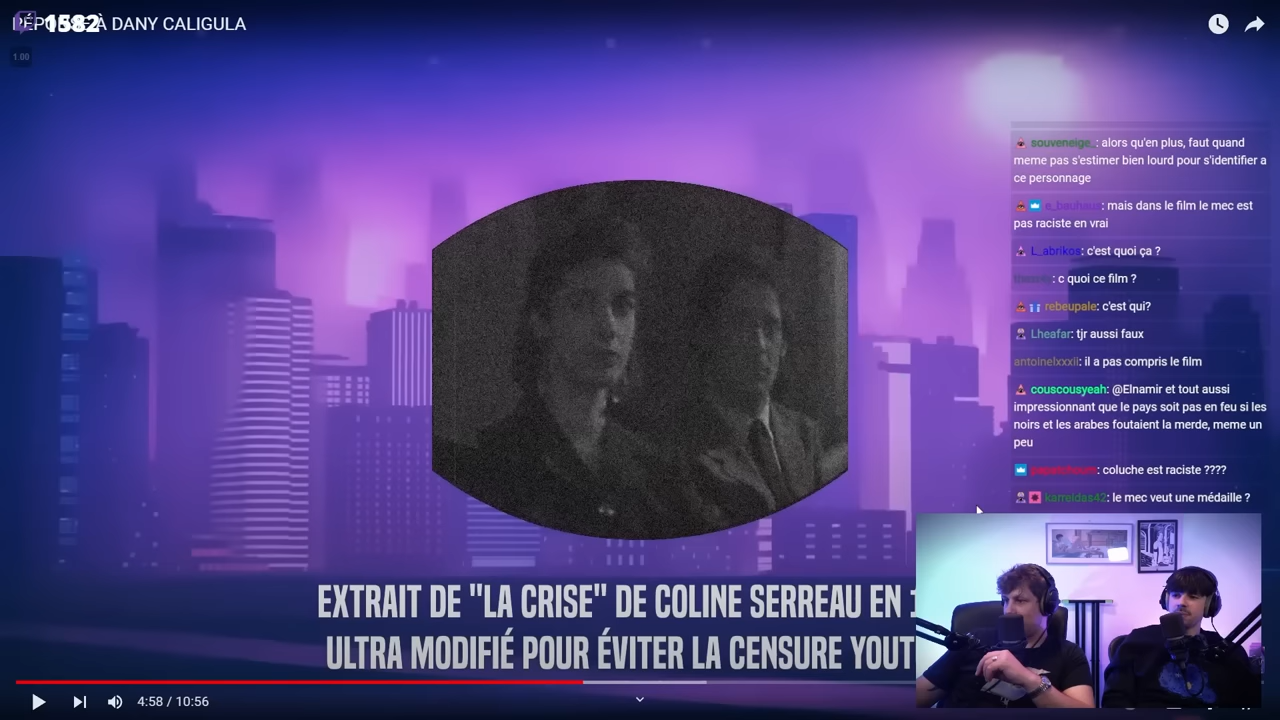 À DANY CALIGULA
1582
1.00
souveneige_: alors qu'en plus, faut quand
meme pas s'estimer bien lourd pour s'identifier a
ce personnage
e_bauhaus: mais dans le film le mec est
pas raciste en vrai
L_abrikos: c'est quoi ça ?
: c quoi ce film ?
rebeupale: c'est qui?
Lheafar: tjr aussi faux
antoinelxxxii: il a pas compris le film
couscousyeah: @Elnamir et tout aussi
impressionnant que le pays soit pas en feu si les
noirs et les arabes foutaient la merde, meme un
peu
: coluche est raciste ????
kameidas42: le mec veut une médaille ?
EXTRAIT DE "LA CRISE" DE COLINE SERREAU EN
ULTRA MODIFIÉ POUR ÉVITER LA CENSURE YOUT
4:58 / 10:56